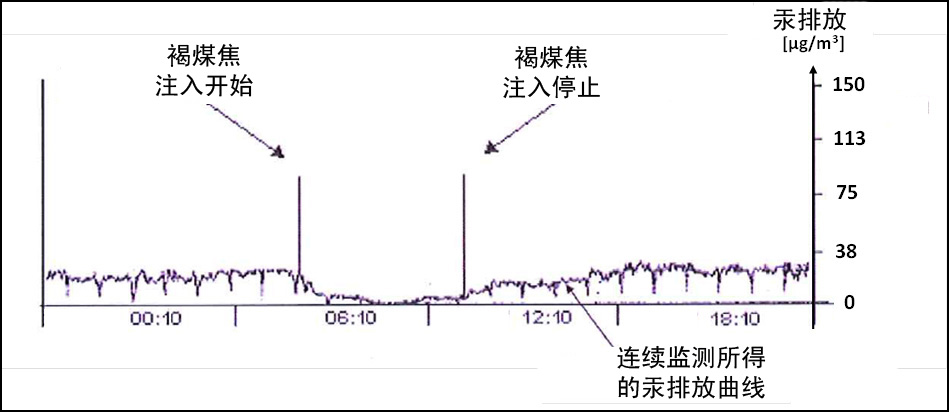 汞排放
[μg/m³]
褐煤焦
注入开始
褐煤焦
注入停止
150
113
75
38
0
00:10
06:10
12:10
18:10
连续监测所得
的汞排放曲线